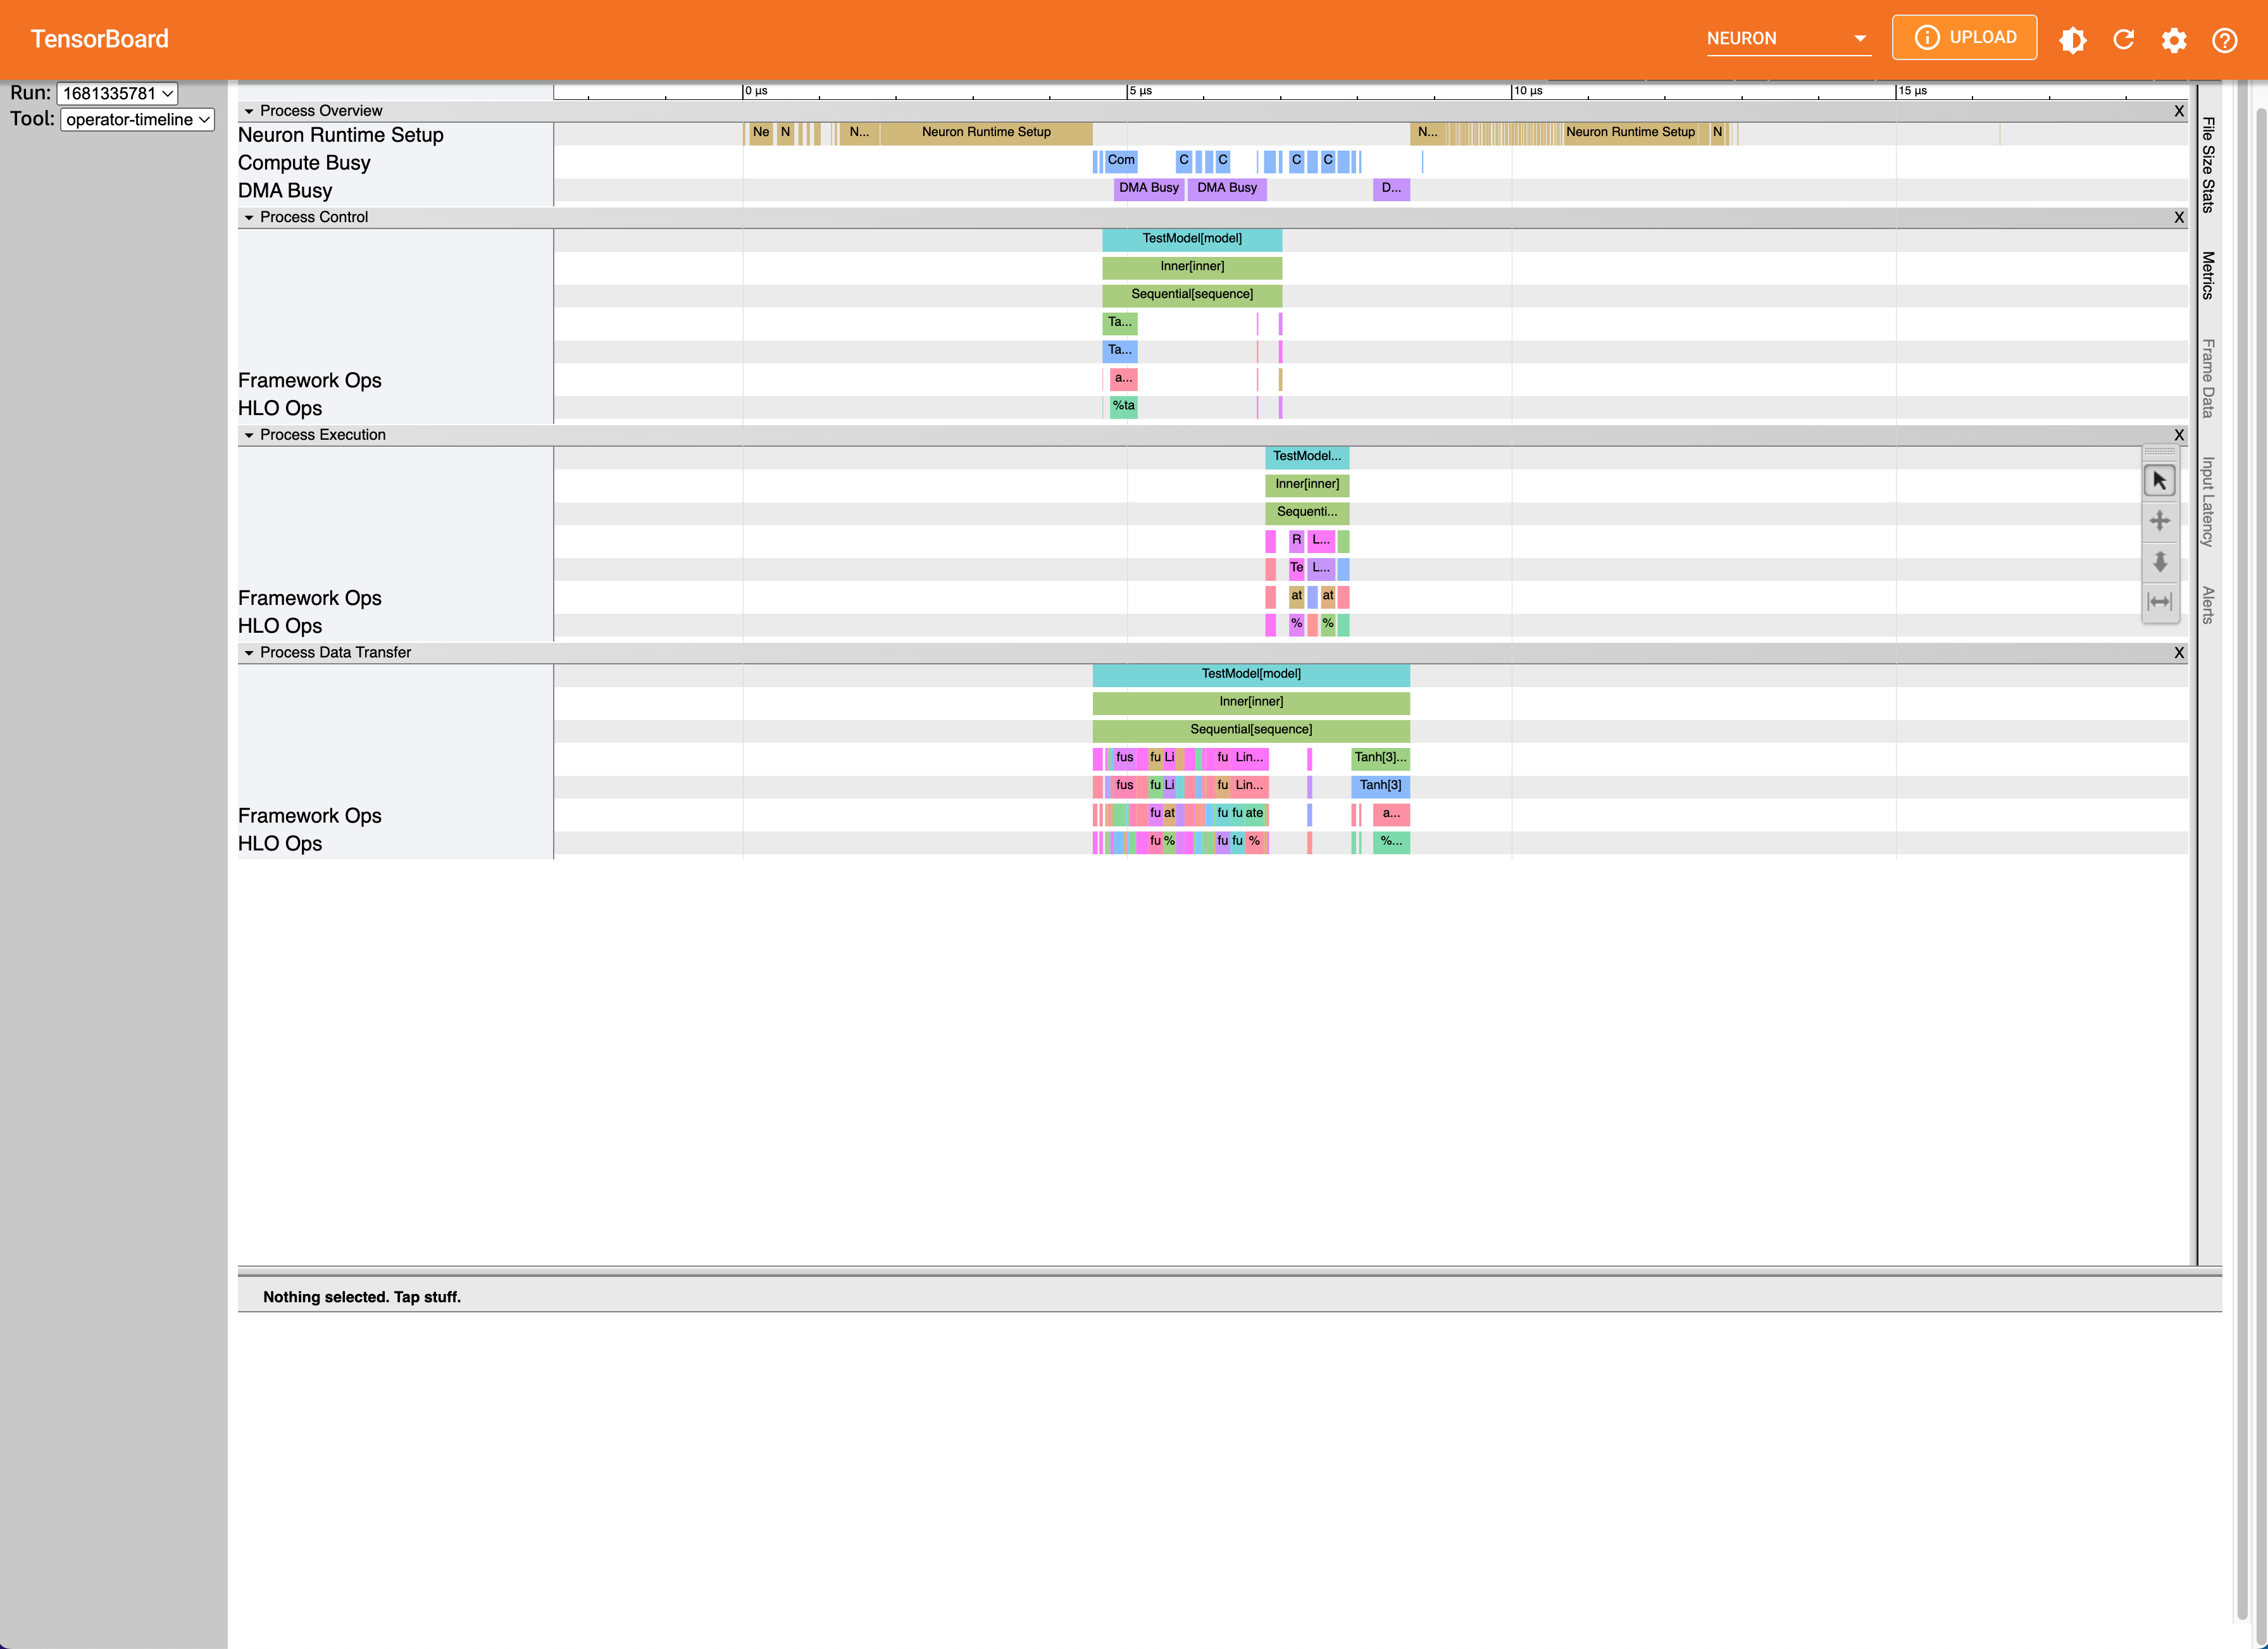 TensorBoard
NEURON
UPLOAD
Run: 1681335781
Tool: operator-timeline
0 µs 5 µs 10 µs 15 µs
Process Overview X
Neuron Runtime Setup Ne N N... Neuron Runtime Setup N... Neuron Runtime Setup N
Compute Busy Com C C C C
DMA Busy DMA Busy DMA Busy D...
Process Control X
TestModel[model]
Inner[inner]
Sequential[sequence]
Ta...
Ta...
Framework Ops a...
HLO Ops %ta
Process Execution X
TestModel...
Inner[inner]
Sequenti...
R L...
Te L...
Framework Ops at at
HLO Ops % %
Process Data Transfer X
TestModel[model]
Inner[inner]
Sequential[sequence]
fus fu Li fu Lin... Tanh[3]...
fus fu Li fu Lin... Tanh[3]
Framework Ops fu at fu fu ate a...
HLO Ops fu % fu fu % %...
File Size Stats
Metrics
Frame Data
Input Latency
Alerts
Nothing selected. Tap stuff.